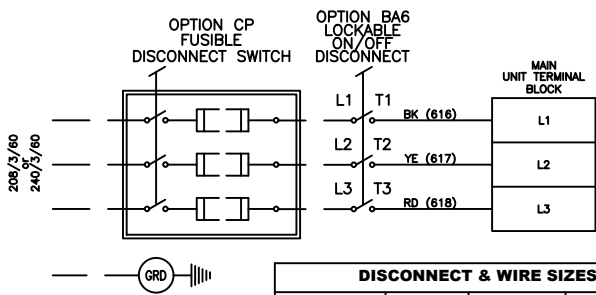 OPTION CP
FUSIBLE
DISCONNECT SWITCH
OPTION BA6
LOCKABLE
ON/OFF
DISCONNECT
MAIN
UNIT TERMINAL
BLOCK
208/3/60
or
240/3/60
L1 T1
BK (616)
L1
L2 T2
YE (617)
L2
L3 T3
RD (618)
L3
GRD
DISCONNECT & WIRE SIZES